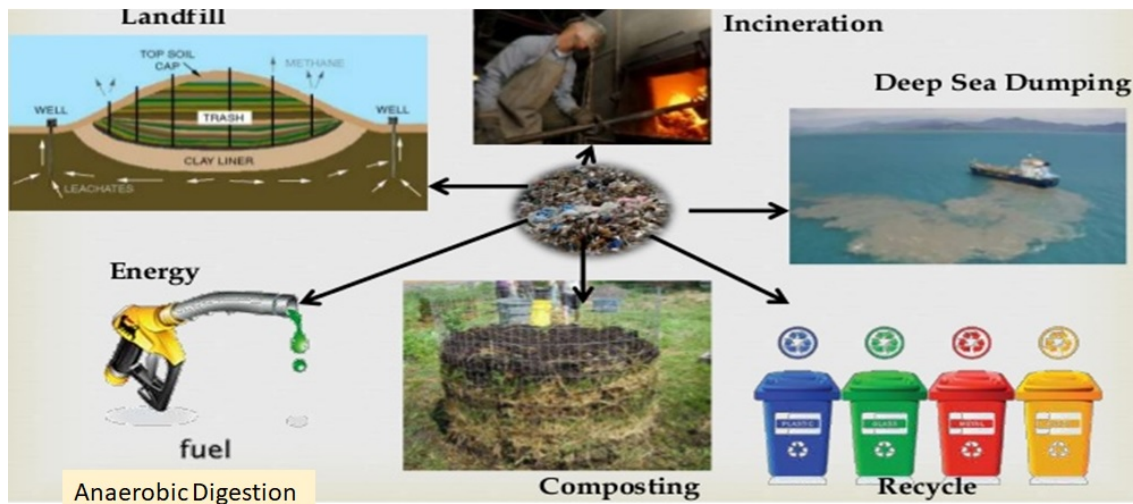 Landfill
TOP SOIL
CAP
METHANE
WELL
WELL
TRASH
CLAY LINER
LEACHATES
Incineration
Deep Sea Dumping
Energy
fuel
Anaerobic Digestion
Composting
PLASTIC
GLASS
METAL
Recycle